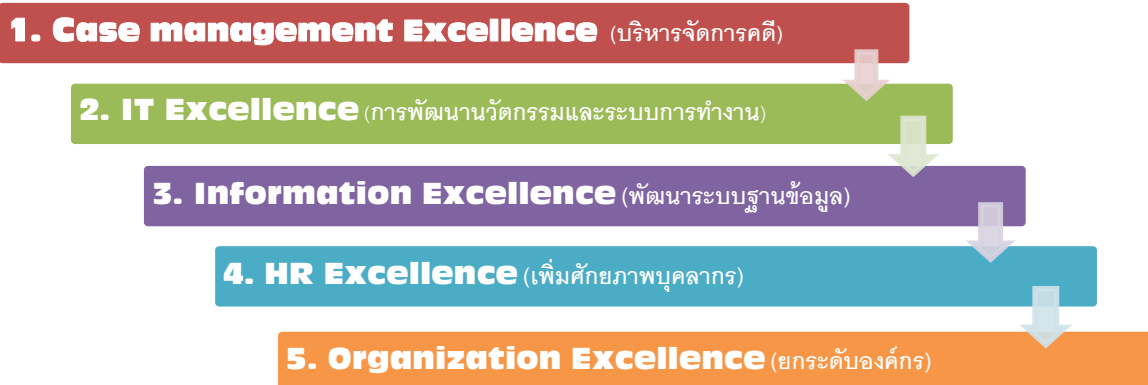 1. Case management Excellence (บริหารจัดการคดี)
2. IT Excellence (การพัฒนานวัตกรรมและระบบการทำงาน)
3. Information Excellence (พัฒนาระบบฐานข้อมูล)
4. HR Excellence (เพิ่มศักยภาพบุคลากร)
5. Organization Excellence (ยกระดับองค์กร)